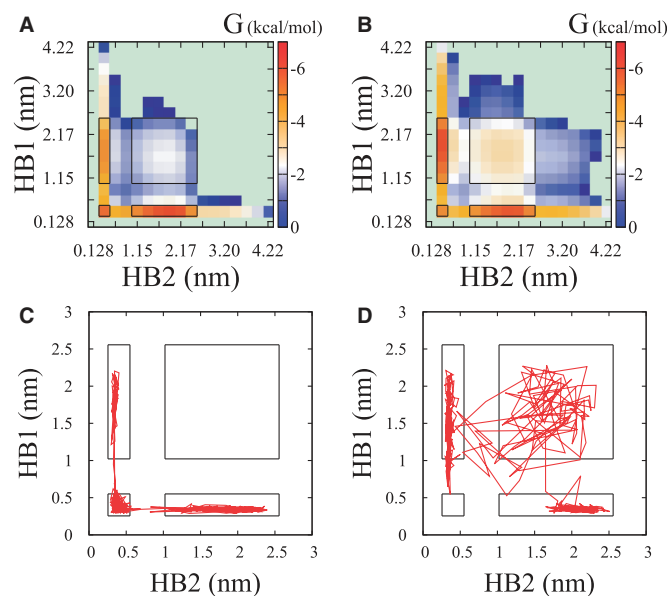 A
G (kcal/mol)
4.22
3.20
2.17
1.15
0.128
HB1 (nm)
0.128 1.15 2.17 3.20 4.22
HB2 (nm)
-6
-4
-2
0
B
G (kcal/mol)
4.22
3.20
2.17
1.15
0.128
HB1 (nm)
0.128 1.15 2.17 3.20 4.22
HB2 (nm)
-6
-4
-2
0
C
3
2.5
2
1.5
1
0.5
0
HB1 (nm)
0 0.5 1 1.5 2 2.5 3
HB2 (nm)
D
3
2.5
2
1.5
1
0.5
0
HB1 (nm)
0 0.5 1 1.5 2 2.5 3
HB2 (nm)